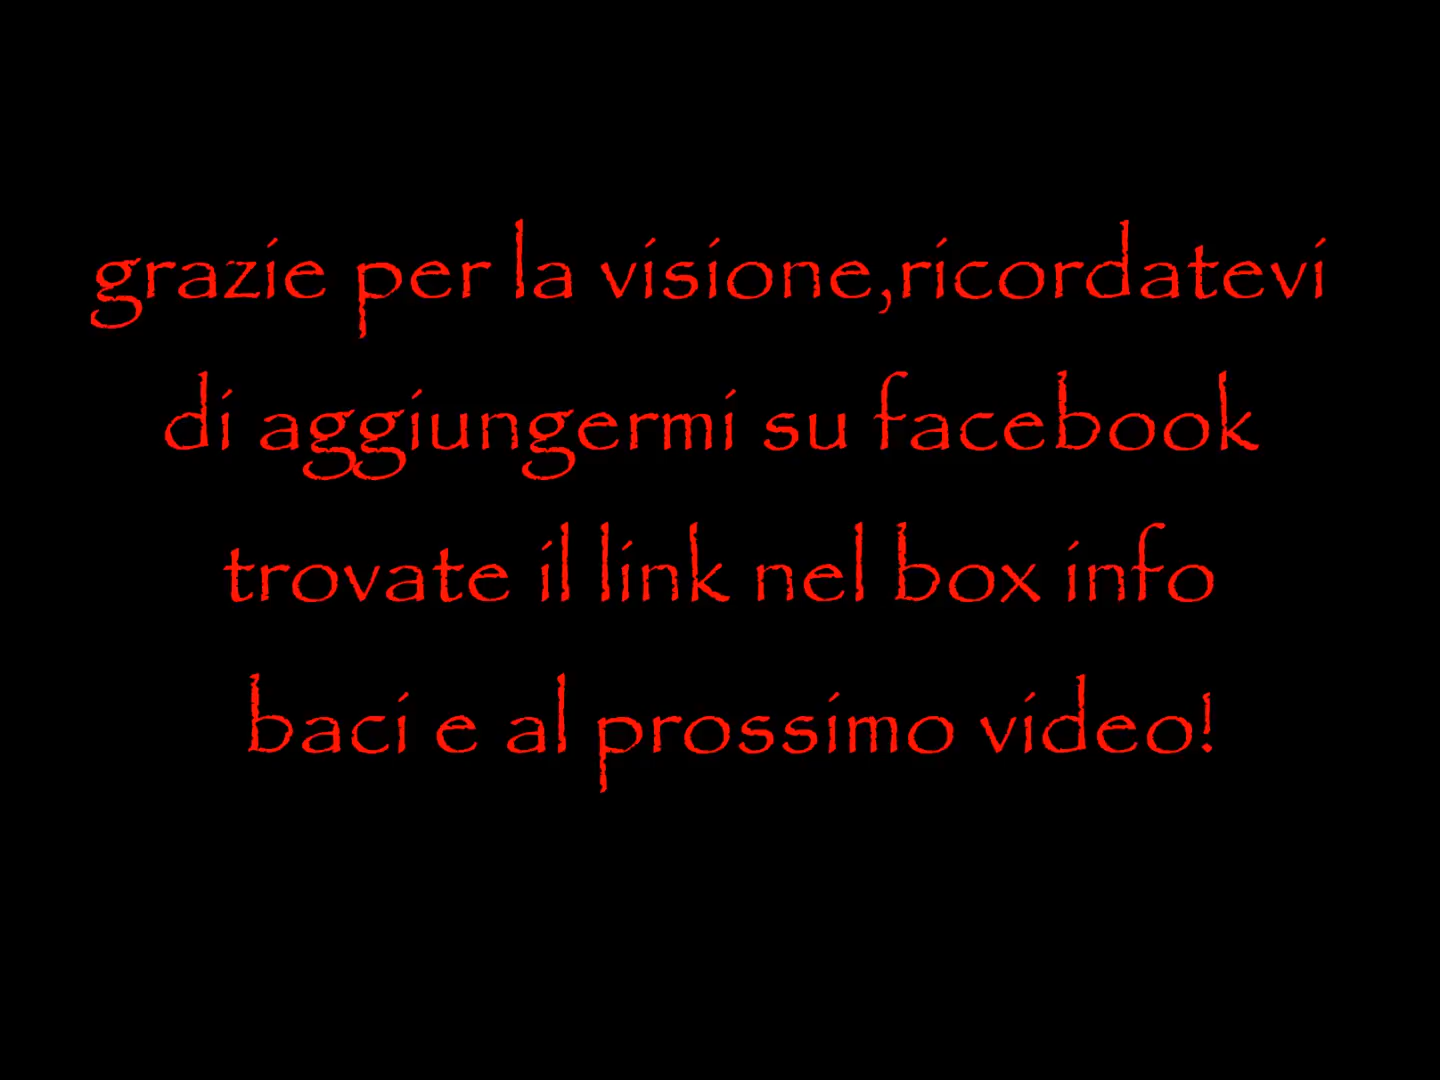 grazie per la visione,ricordatevi
di aggiungermi su facebook
trovate il link nel box info
baci e al prossimo video!